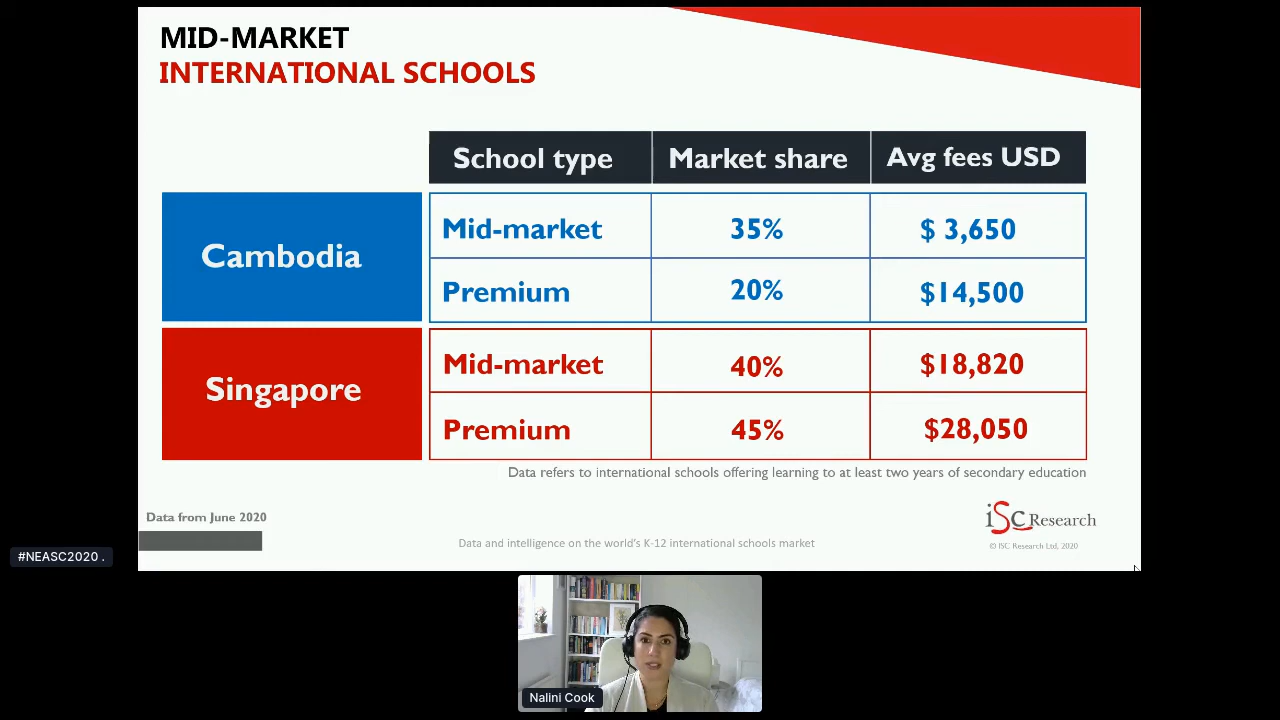 MID-MARKET
INTERNATIONAL SCHOOLS
School type Market share Avg fees USD
Cambodia
Mid-market 35% $ 3,650
Premium 20% $14,500
Singapore
Mid-market 40% $18,820
Premium 45% $28,050
Data refers to international schools offering learning to at least two years of secondary education
Data from June 2020
iSC Research
Data and intelligence on the world's K-12 international schools market
© ISC Research Ltd, 2020
#NEASC2020 .
Nalini Cook